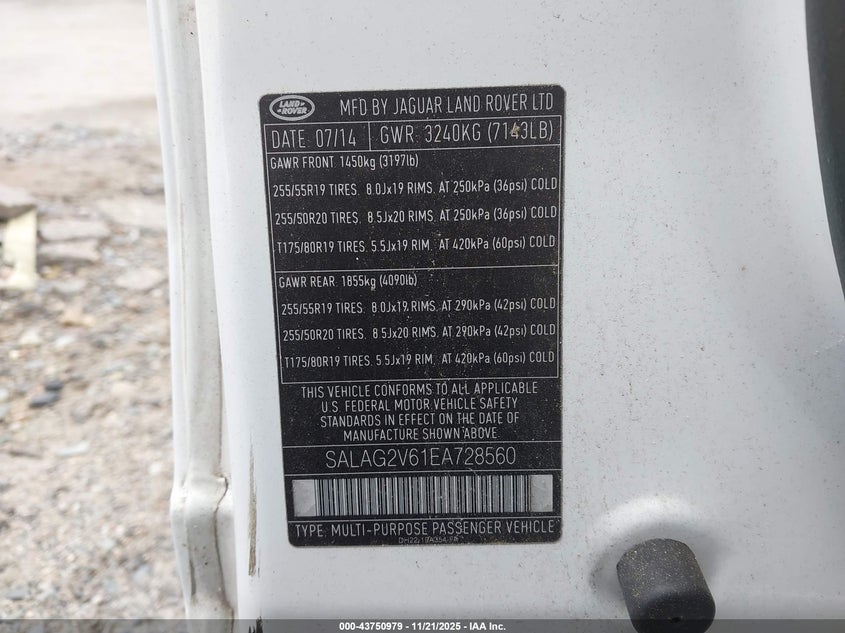 LAND ROVER
MFD BY JAGUAR LAND ROVER LTD
DATE 07/14 GWR: 3240KG (7143LB)
GAWR FRONT 1450kg (3197lb)
255/55R19 TIRES. 8.0Jx19 RIMS. AT 250kPa (36psi) COLD
255/50R20 TIRES. 8.5Jx20 RIMS. AT 250kPa (36psi) COLD
T175/80R19 TIRES. 5.5Jx19 RIM. AT 420kPa (60psi) COLD
GAWR REAR. 1855kg (4090lb)
255/55R19 TIRES. 8.0Jx19 RIMS. AT 290kPa (42psi) COLD
255/50R20 TIRES. 8.5Jx20 RIMS. AT 290kPa (42psi) COLD
T175/80R19 TIRES. 5.5Jx19 RIM. AT 420kPa (60psi) COLD
THIS VEHICLE CONFORMS TO ALL APPLICABLE
U.S. FEDERAL MOTOR VEHICLE SAFETY
STANDARDS IN EFFECT ON THE DATE OF
MANUFACTURE SHOWN ABOVE.
SALAG2V61EA728560
TYPE: MULTI-PURPOSE PASSENGER VEHICLE
000-43750979 - 11/21/2025 - IAA Inc.